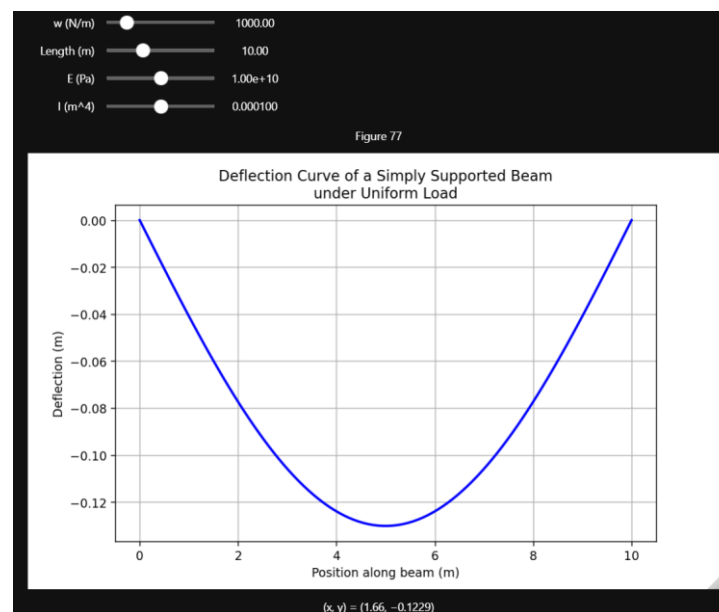 w (N/m) 1000.00
Length (m) 10.00
E (Pa) 1.00e+10
I (m^4) 0.000100
Figure 77
Deflection Curve of a Simply Supported Beam
under Uniform Load
0.00
−0.02
−0.04
−0.06
−0.08
−0.10
−0.12
Deflection (m)
0 2 4 6 8 10
Position along beam (m)
(x, y) = (1.66, −0.1229)